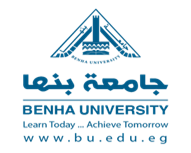 BENHA UNIVERSITY
جامعة بنها
BENHA UNIVERSITY
Learn Today ... Achieve Tomorrow
www.bu.edu.eg